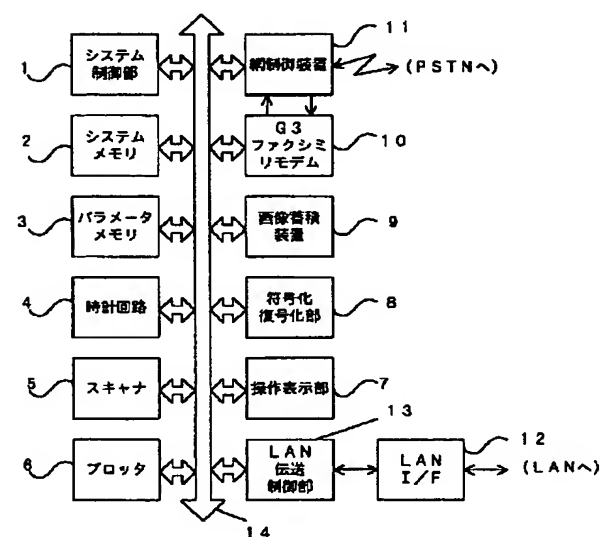 1
システム
制御部
2
システム
メモリ
3
パラメータ
メモリ
4
時計回路
5
スキャナ
6
プロッタ
11
網制御装置
(PSTNへ)
G3
ファクシミ
リモデム
10
画像蓄積
装置
9
符号化
復号化部
8
操作表示部
7
13
LAN
伝送
制御部
12
LAN
I/F
(LANへ)
14